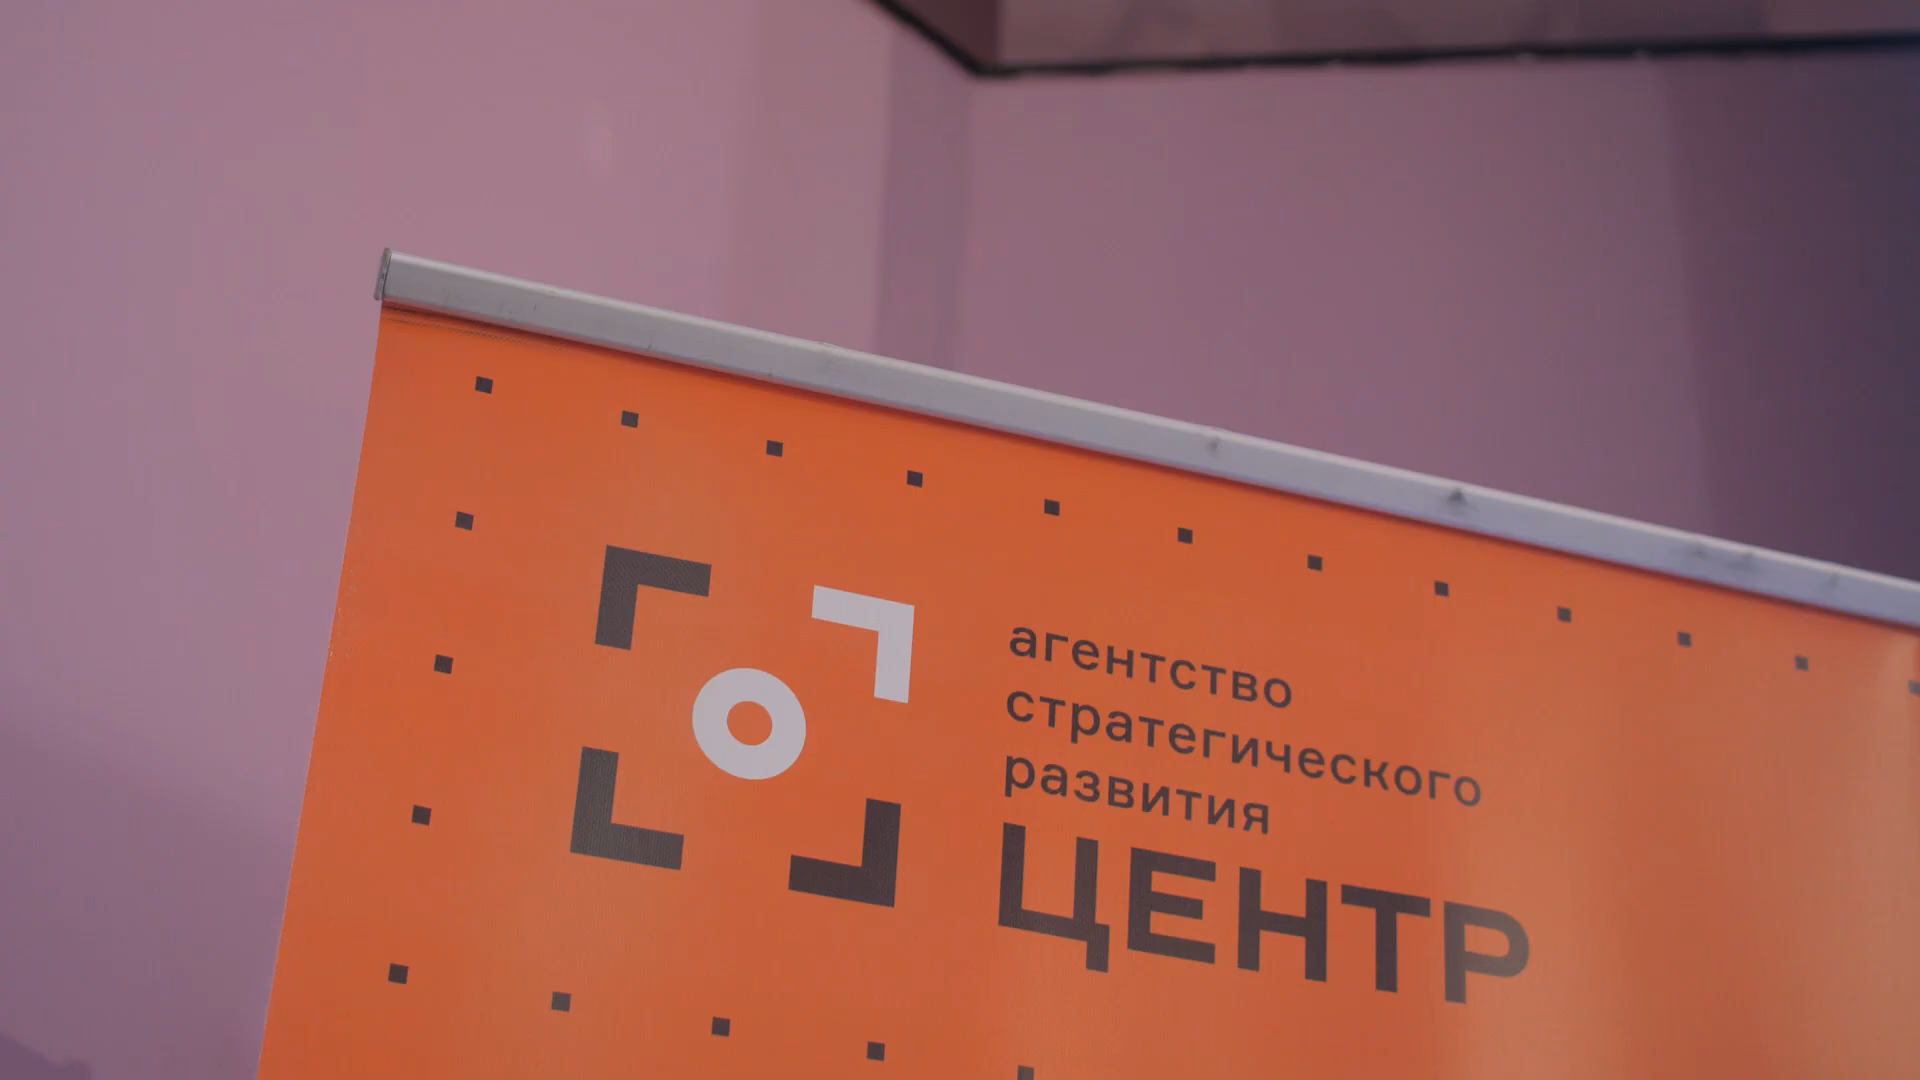 агентство
стратегического
развития
ЦЕНТР